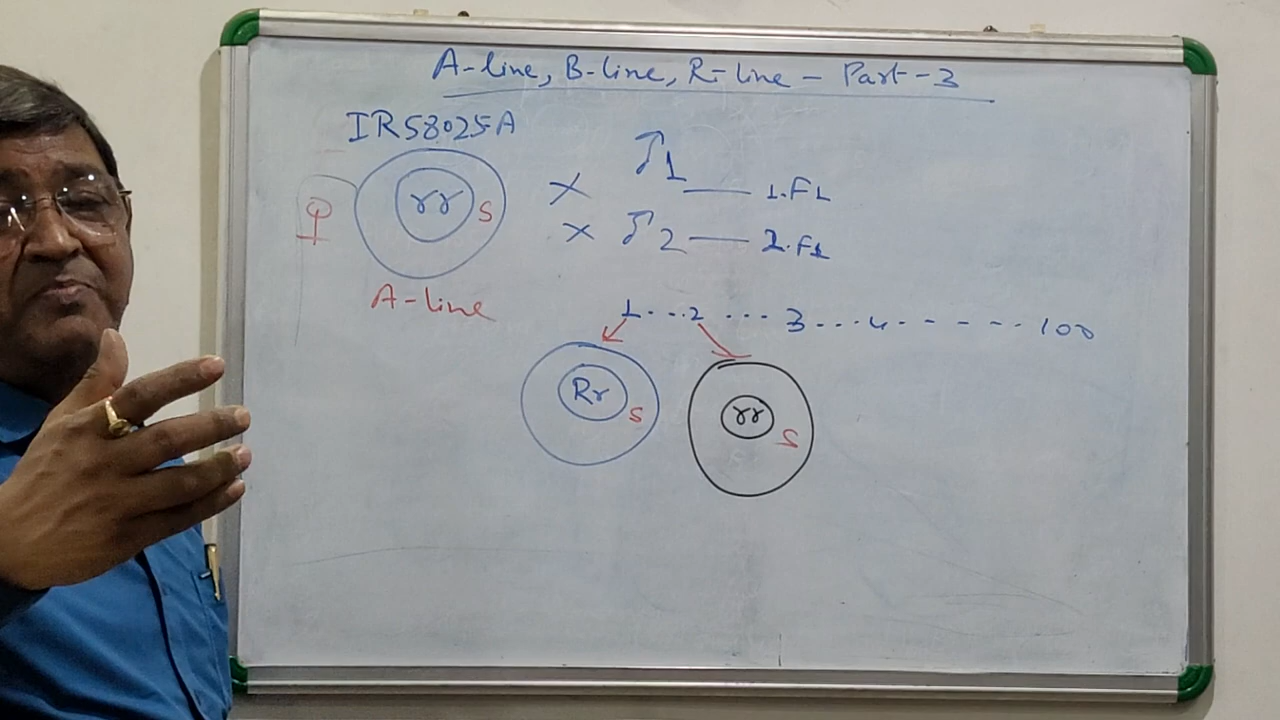 A-line, B-line, R-line - Part-3
IR58025A
rr S
♀
A-line
× ♂1 —— 1.F1
× ♂2 —— 2.F1
1...2...3...4------100
Rr S
rr S